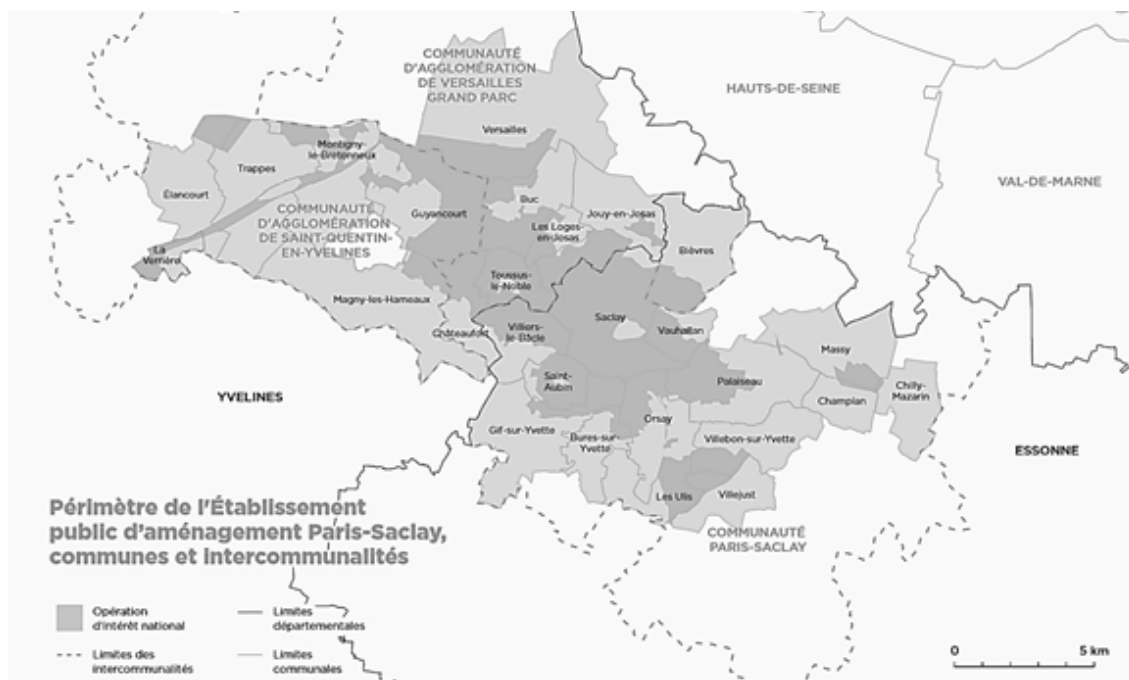 COMMUNAUTÉ
D'AGGLOMÉRATION
DE VERSAILLES
GRAND PARC
HAUTS-DE-SEINE
VAL-DE-MARNE
Versailles
Montigny-
le-Bretonneux
Trappes
Élancourt
Guyancourt
Buc
Jouy-en-Josas
Les Loges-
en-Josas
COMMUNAUTÉ
D'AGGLOMÉRATION
DE SAINT-QUENTIN-
EN-YVELINES
Bièvres
La
Verrière
Toussus-
le-Noble
Magny-les-Hameaux
Châteaufort
Villiers-
le-Bâcle
Saclay
Vauhallan
Massy
Saint-
Aubin
Palaiseau
Champlan
Chilly-
Mazarin
YVELINES
Orsay
Gif-sur-Yvette
Bures-sur-
Yvette
Villebon-sur-Yvette
ESSONNE
Les Ulis
Villejust
COMMUNAUTÉ
PARIS-SACLAY
Périmètre de l'Établissement
public d'aménagement Paris-Saclay,
communes et intercommunalités
Opération
d'intérêt national
Limites
départementales
Limites des
intercommunalités
Limites
communales
0 5 km